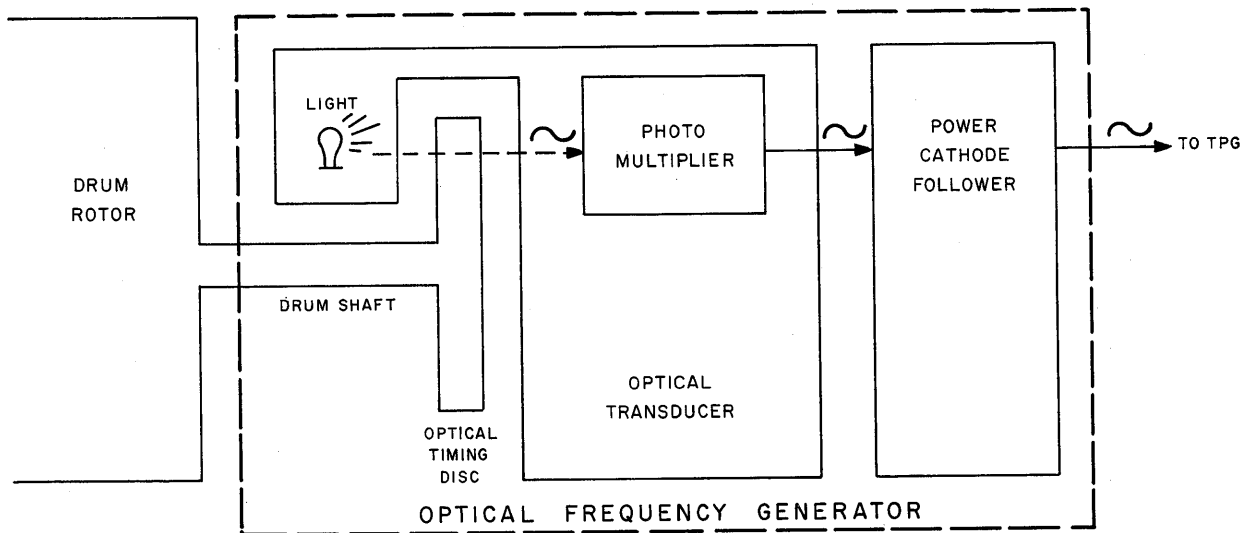 LIGHT
PHOTO
MULTIPLIER
POWER
CATHODE
FOLLOWER
TO TPG
DRUM
ROTOR
DRUM SHAFT
OPTICAL
TRANSDUCER
OPTICAL
TIMING
DISC
OPTICAL FREQUENCY GENERATOR